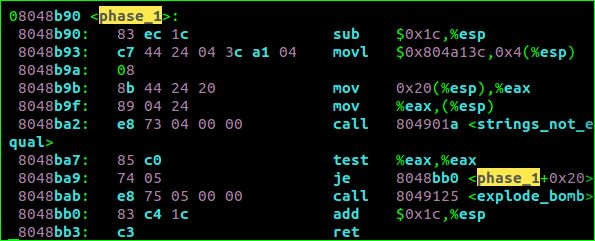 08048b90 <phase_1>:
8048b90: 83 ec 1c sub $0x1c,%esp
8048b93: c7 44 24 04 3c a1 04 movl $0x804a13c,0x4(%esp)
8048b9a: 08
8048b9b: 8b 44 24 20 mov 0x20(%esp),%eax
8048b9f: 89 04 24 mov %eax,(%esp)
8048ba2: e8 73 04 00 00 call 804901a <strings_not_e
qual>
8048ba7: 85 c0 test %eax,%eax
8048ba9: 74 05 je 8048bb0 <phase_1+0x20>
8048bab: e8 75 05 00 00 call 8049125 <explode_bomb>
8048bb0: 83 c4 1c add $0x1c,%esp
8048bb3: c3 ret